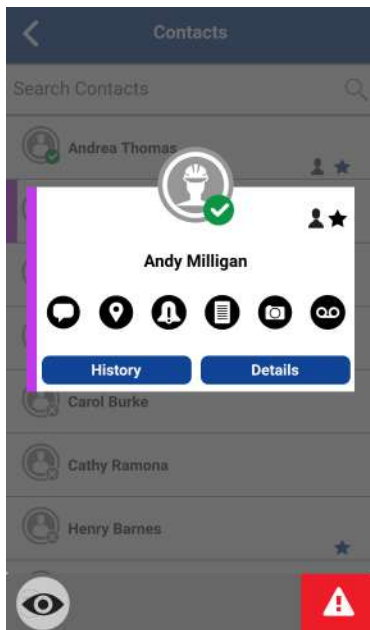 Contacts
Search Contacts
Andrea Thomas
Andy Milligan
History
Details
Carol Burke
Cathy Ramona
Henry Barnes